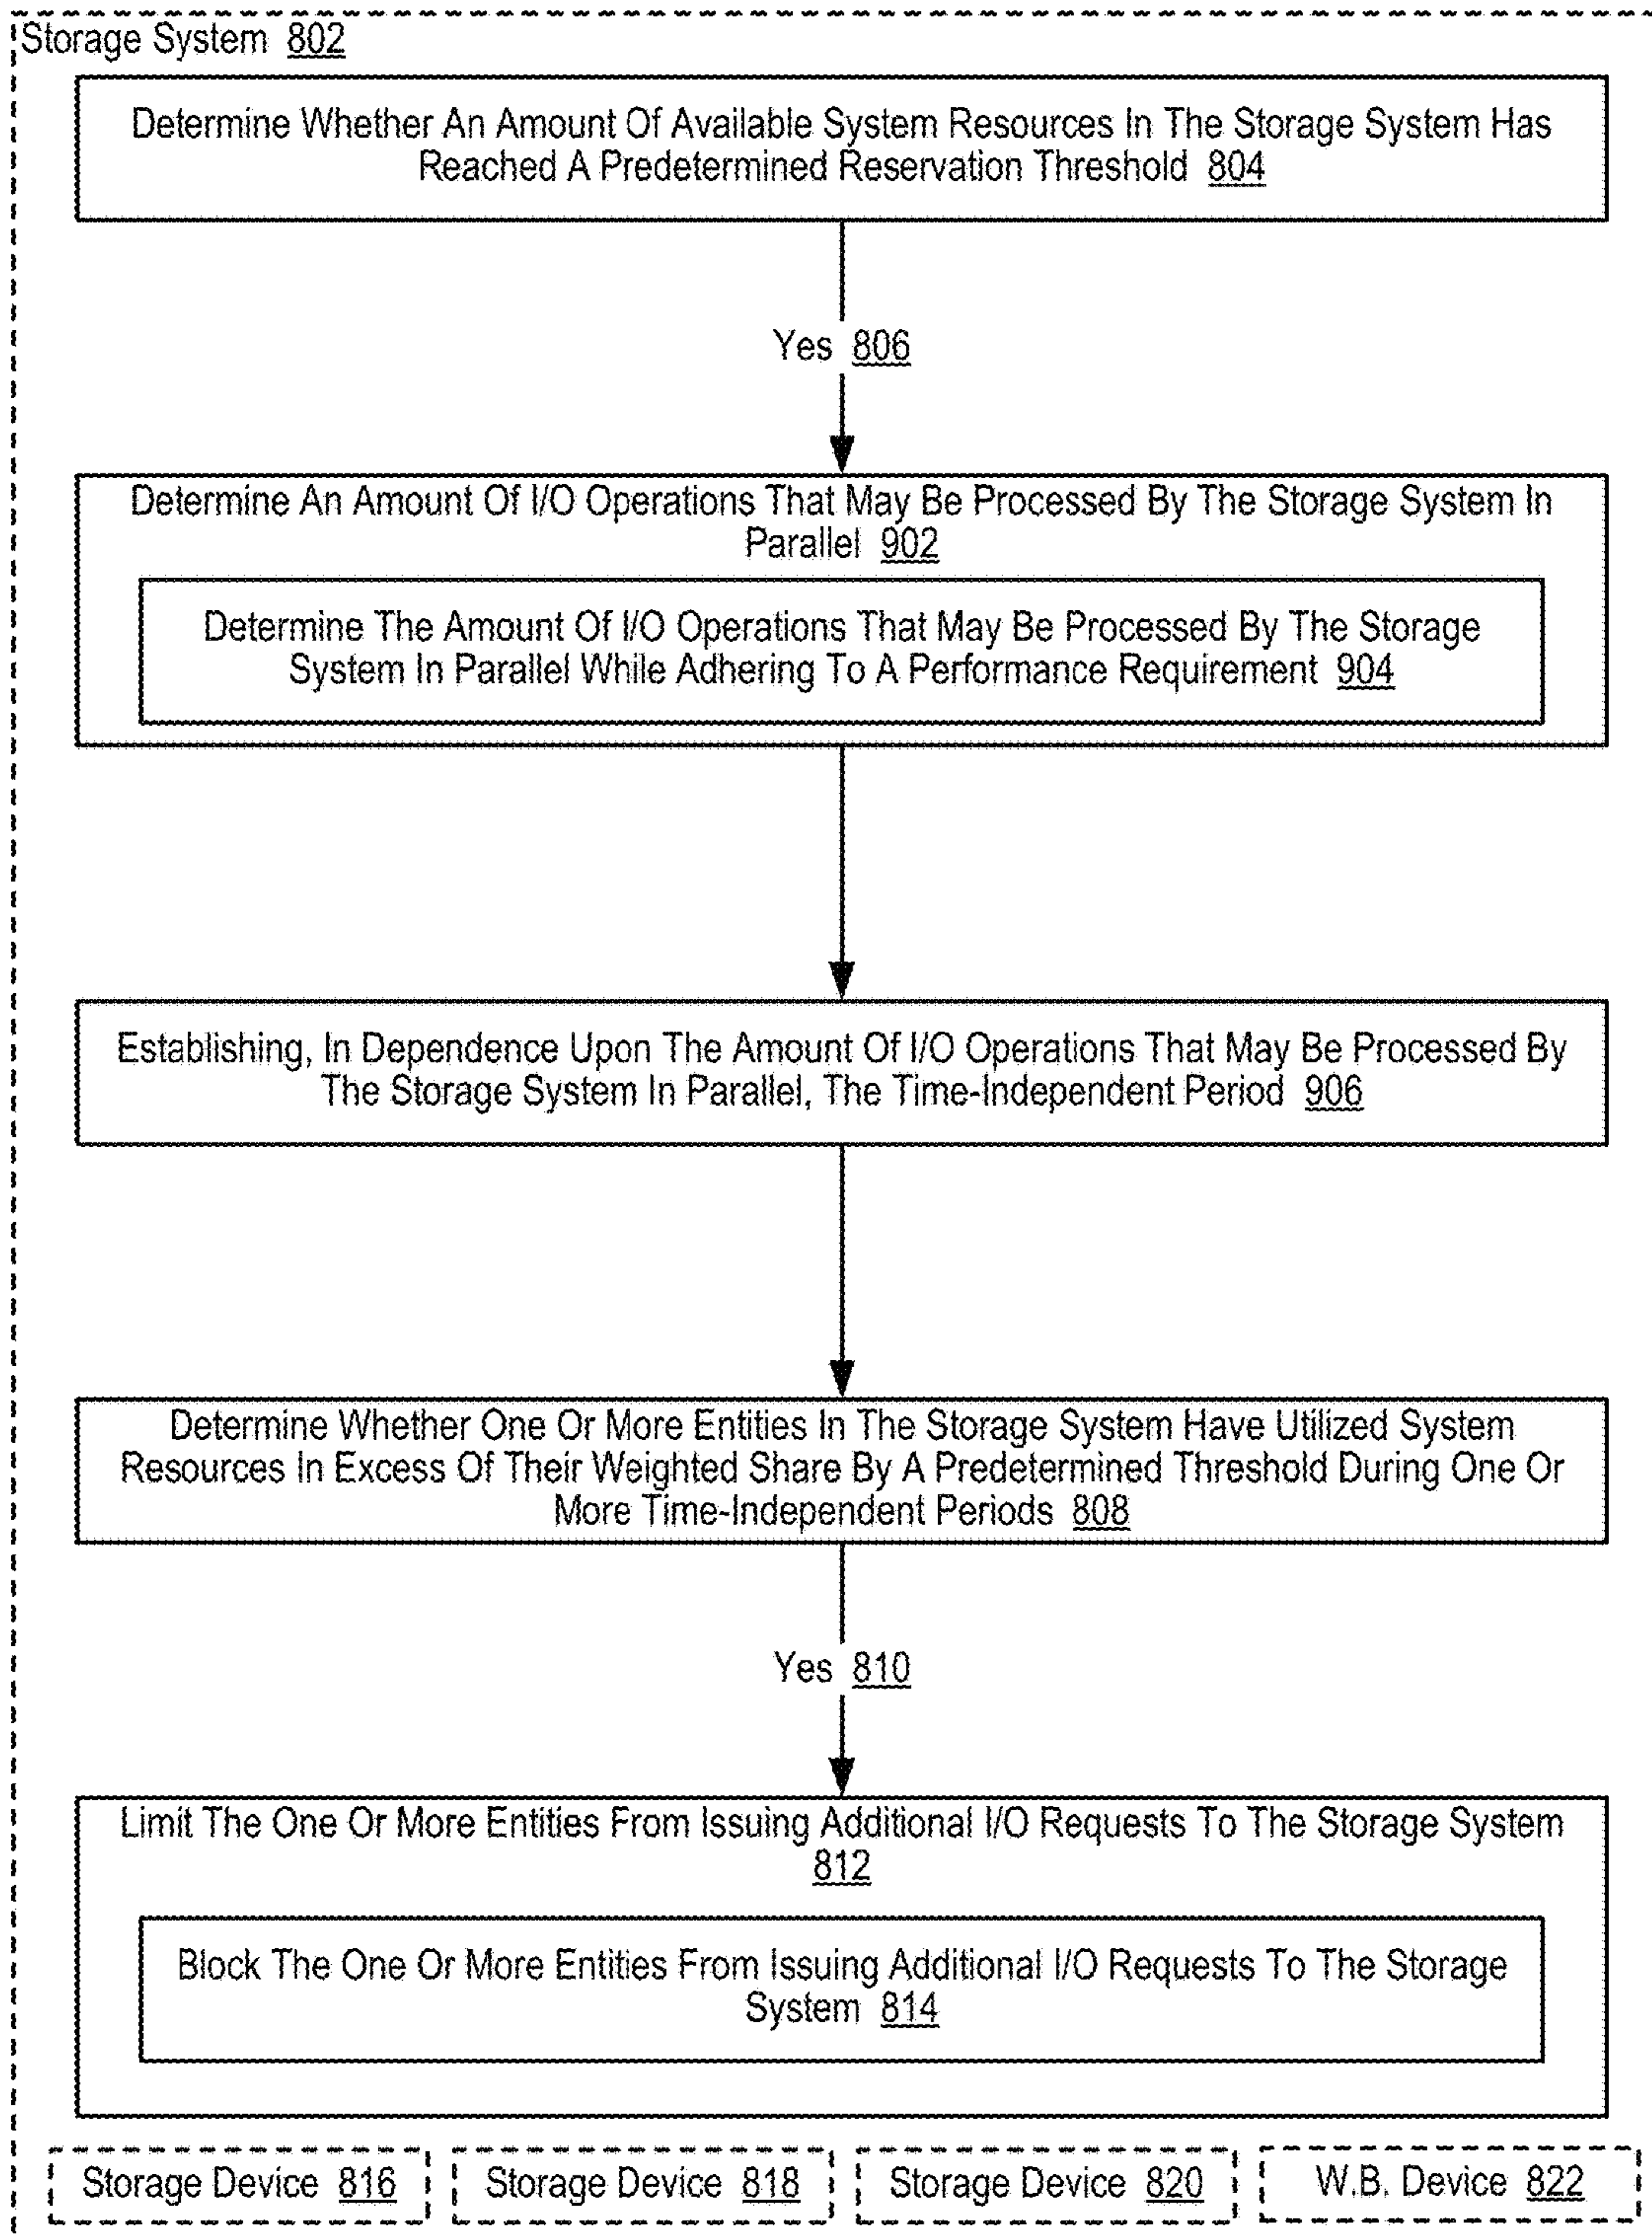 Storage System 802
Determine Whether An Amount Of Available System Resources In The Storage System Has
Reached A Predetermined Reservation Threshold 804
Yes 806
Determine An Amount Of I/O Operations That May Be Processed By The Storage System In
Parallel 902
Determine The Amount Of I/O Operations That May Be Processed By The Storage
System In Parallel While Adhering To A Performance Requirement 904
Establishing, In Dependence Upon The Amount Of I/O Operations That May Be Processed By
The Storage System In Parallel, The Time-Independent Period 906
Determine Whether One Or More Entities In The Storage System Have Utilized System
Resources In Excess Of Their Weighted Share By A Predetermined Threshold During One Or
More Time-Independent Periods 808
Yes 810
Limit The One Or More Entities From Issuing Additional I/O Requests To The Storage System
812
Block The One Or More Entities From Issuing Additional I/O Requests To The Storage
System 814
Storage Device 816
Storage Device 818
Storage Device 820
W.B. Device 822